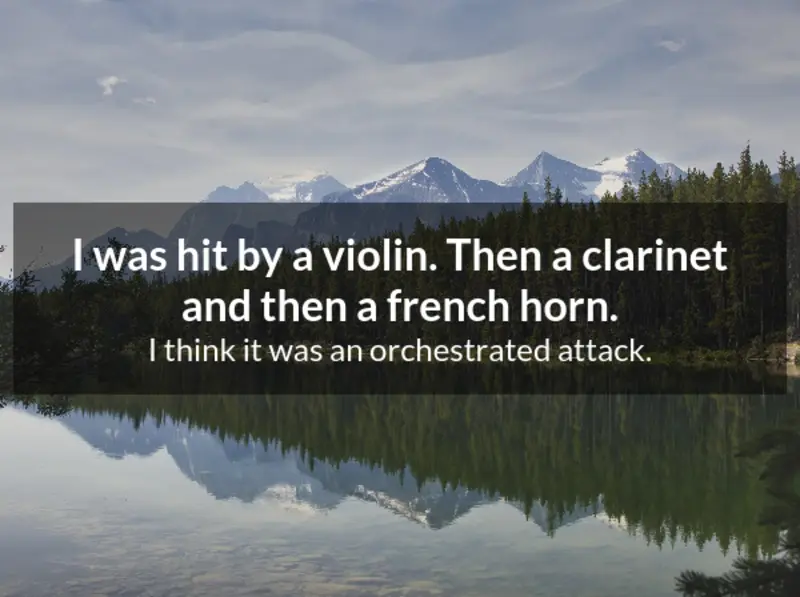 I was hit by a violin. Then a clarinet
and then a french horn.
I think it was an orchestrated attack.